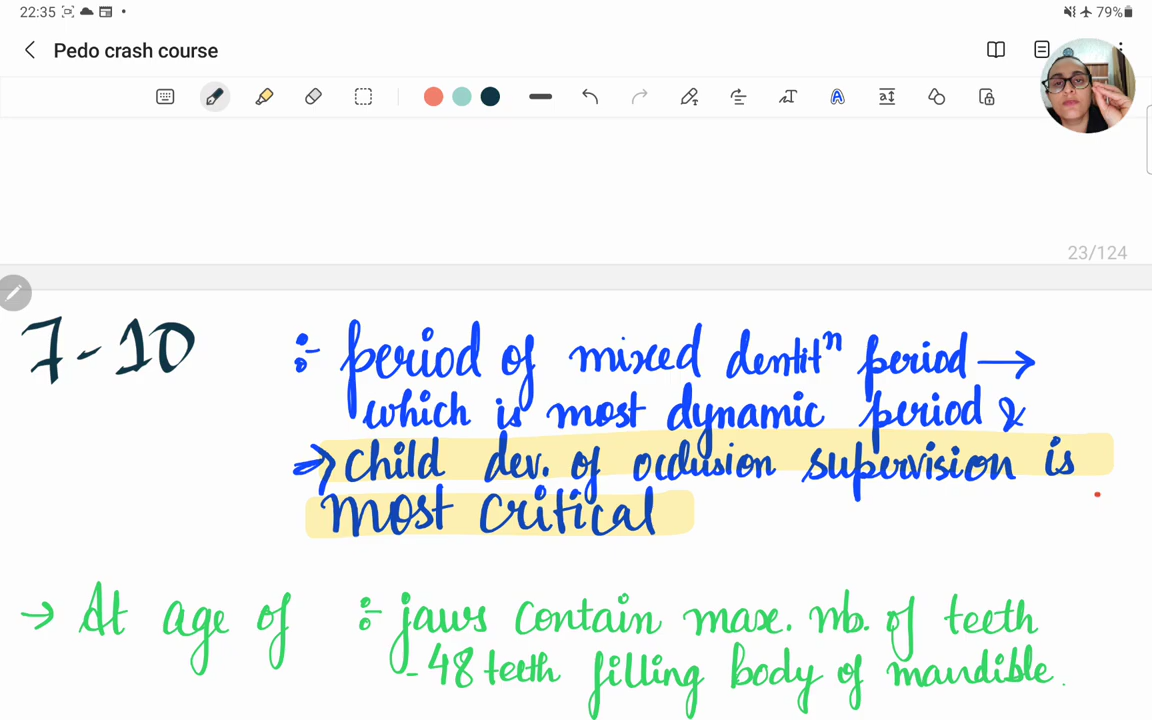 22:35
79%
Pedo crash course
23/124
7-10 :- period of mixed dentitⁿ period →
which is most dynamic period &
→ child dev. of occlusion supervision is
most critical
→ At age of :- jaws contain max. nb. of teeth
- 48 teeth filling body of mandible.